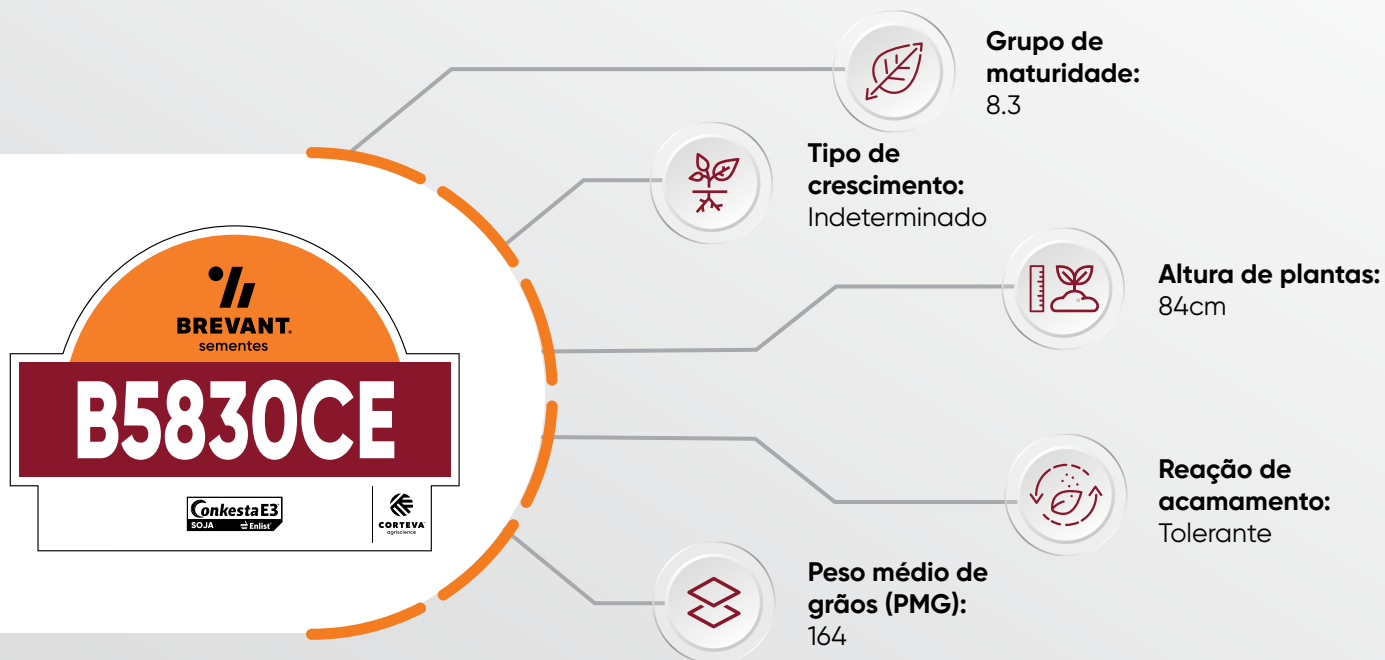 Grupo de
maturidade:
8.3
Tipo de
crescimento:
Indeterminado
Altura de plantas:
84cm
BREVANT.
sementes
B5830CE
Conkesta E3
SOJA Enlist
CORTEVA
agriscience
Reação de
acamamento:
Tolerante
Peso médio de
grãos (PMG):
164